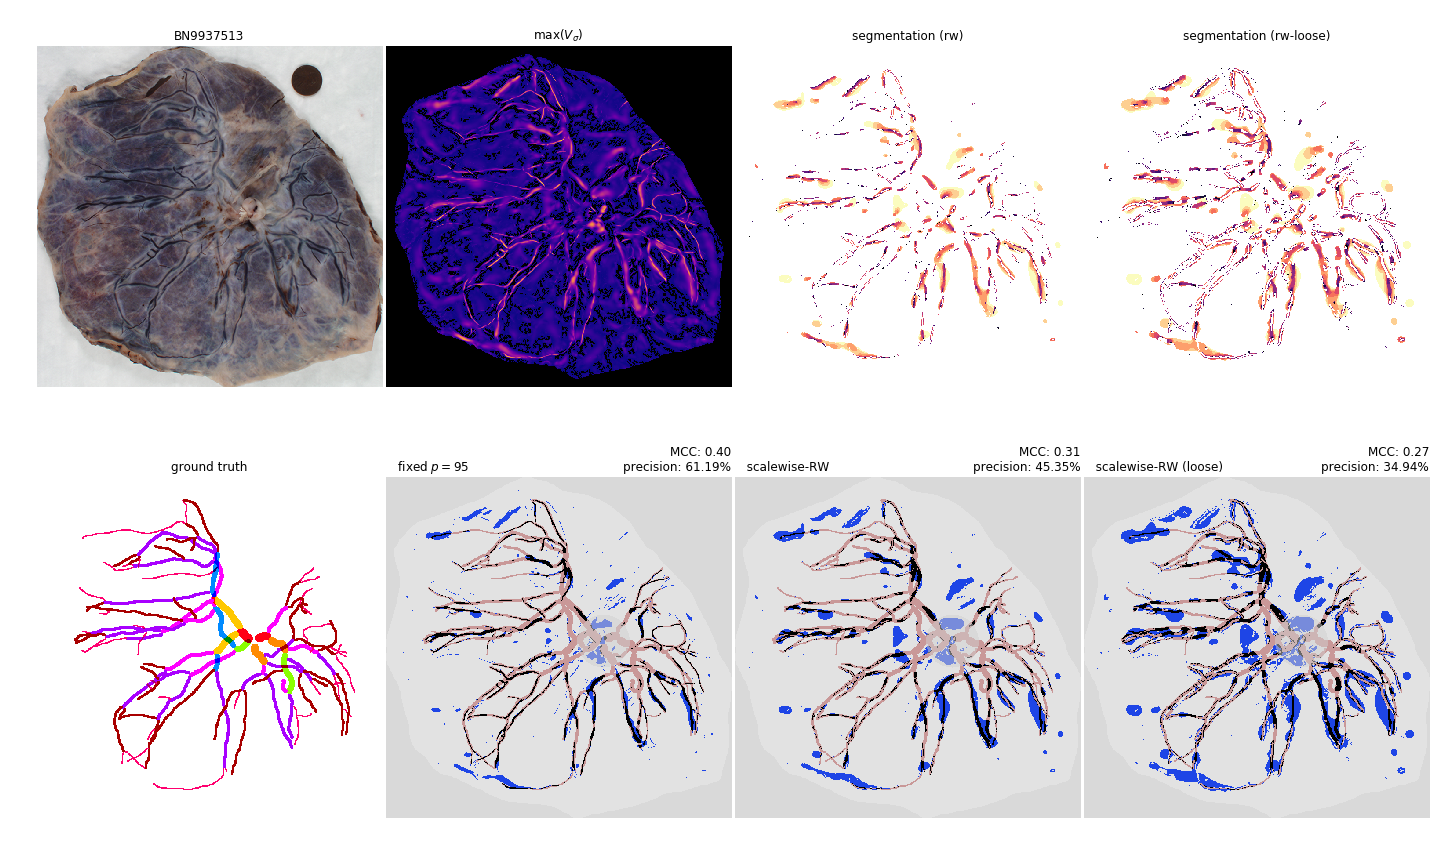 BN9937513
max(Vσ)
segmentation (rw)
segmentation (rw-loose)
ground truth
fixed p = 95
MCC: 0.40
precision: 61.19%
scalewise-RW
MCC: 0.31
precision: 45.35%
scalewise-RW (loose)
MCC: 0.27
precision: 34.94%